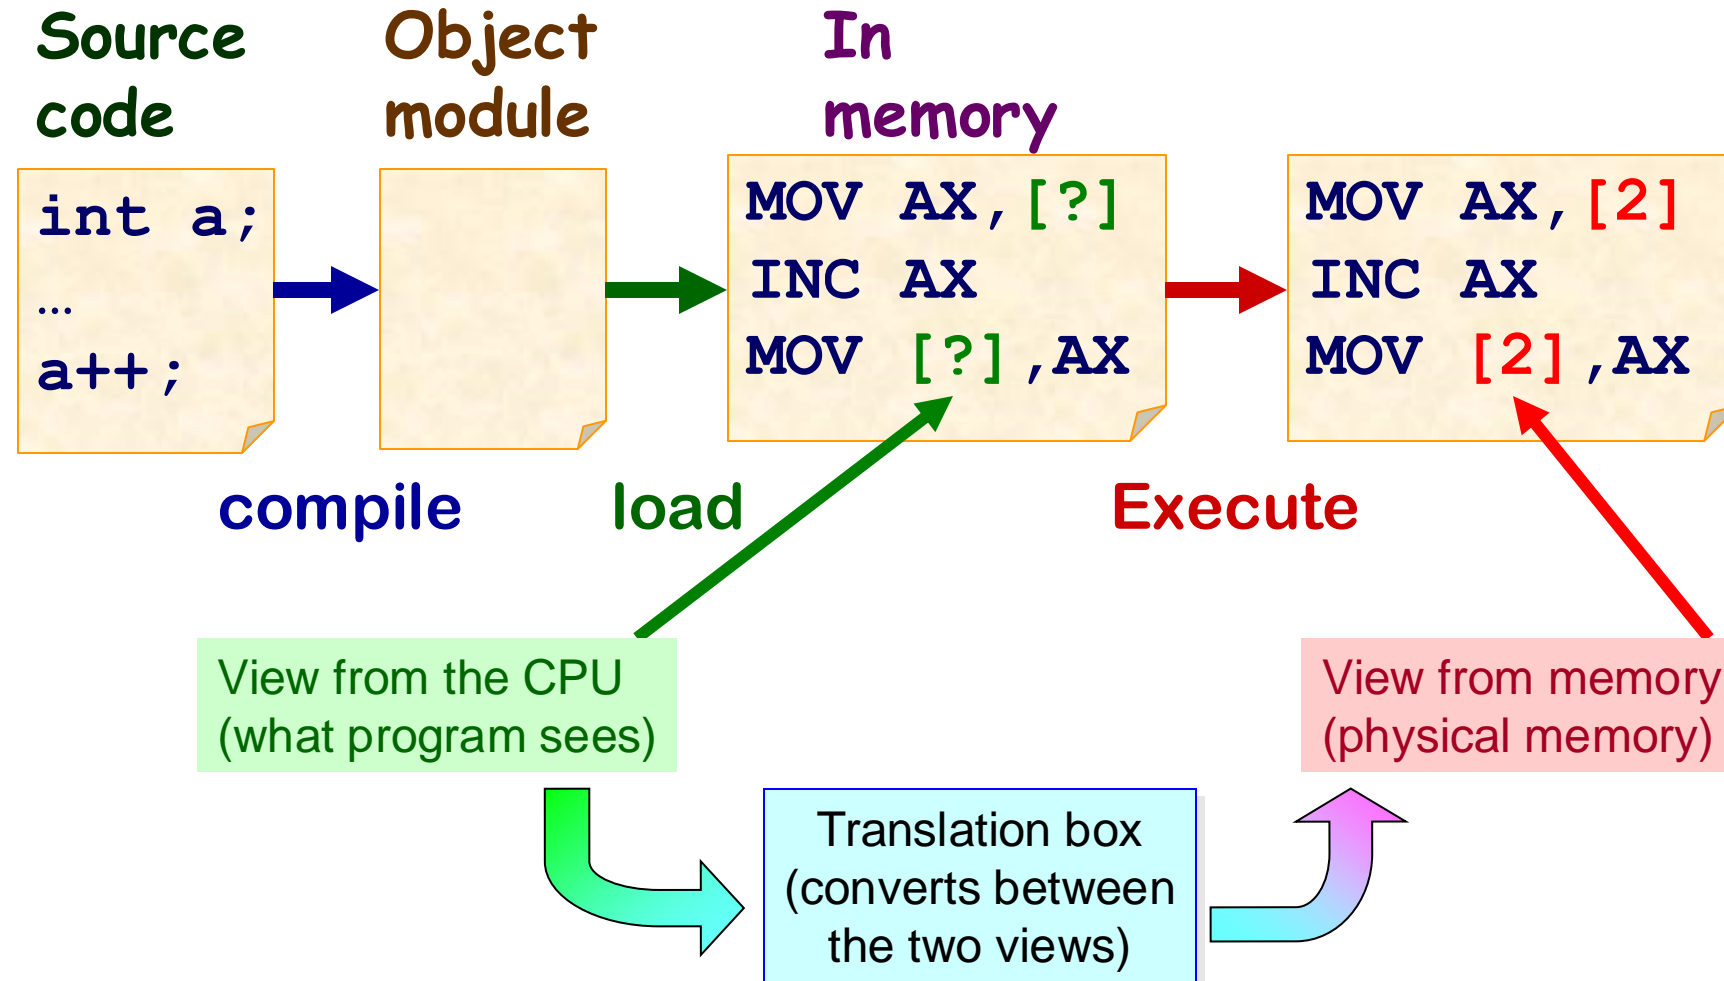 Source
code
Object
module
In
memory
int a;
…
a++;
MOV AX,[?]
INC AX
MOV [?],AX
MOV AX,[2]
INC AX
MOV [2],AX
compile
load
Execute
View from the CPU
(what program sees)
View from memory
(physical memory)
Translation box
(converts between
the two views)